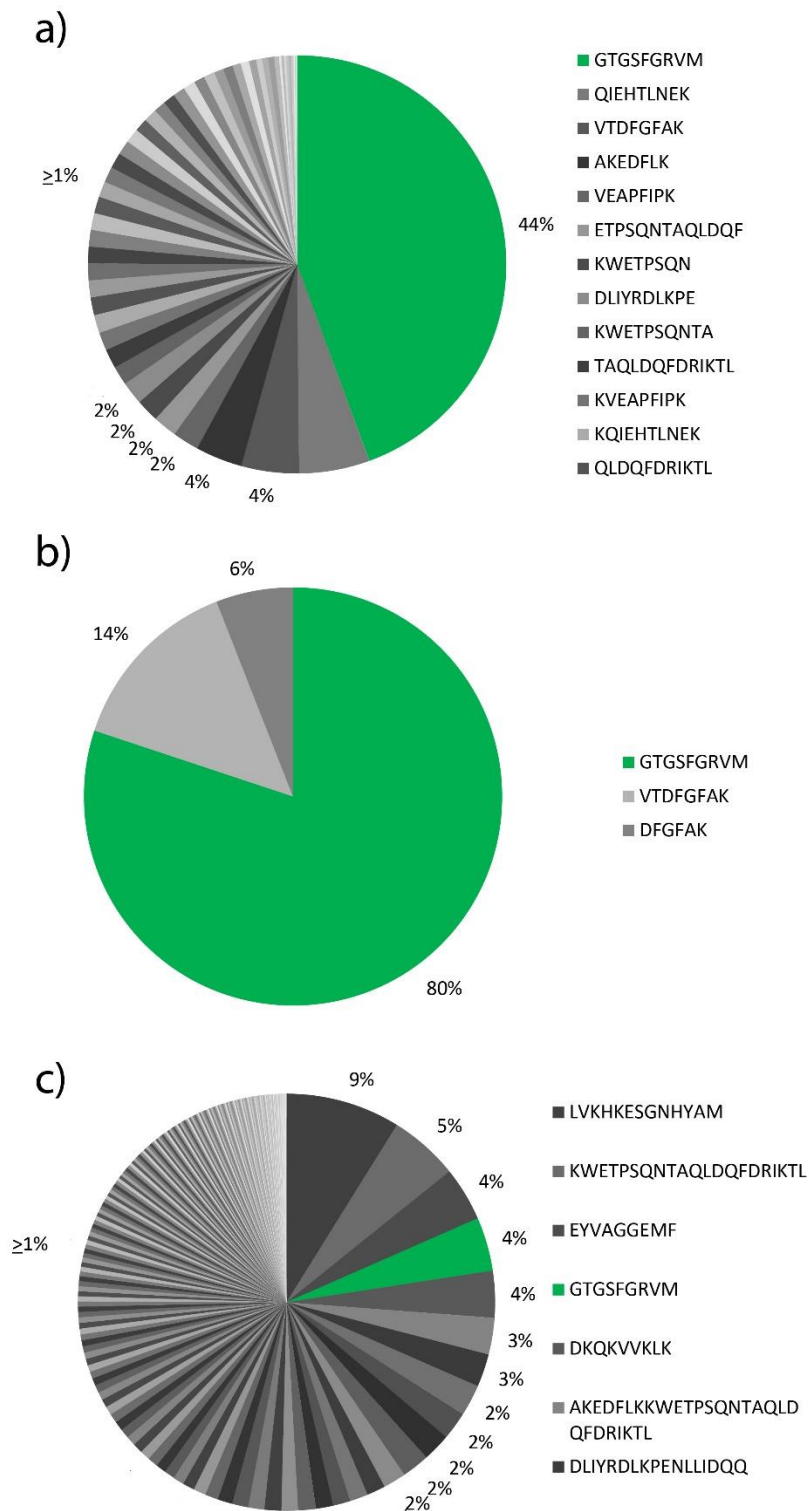 a)
GTGSFGRVM
QIEHTLNEK
VTDFGFAK
AKEDFLK
VEAPFIPK
ETPSQNTAQLDQF
KWETPSQN
DLIYRDLKPE
KWETPSQNTA
TAQLDQFDRIKTL
KVEAPFIPK
KQIEHTLNEK
QLDQFDRIKTL
≥1%
44%
2%
2%
2%
2%
4%
4%
b)
6%
14%
GTGSFGRVM
VTDFGFAK
DFGFAK
80%
c)
9%
5%
4%
4%
4%
3%
3%
2%
2%
2%
2%
2%
≥1%
LVKHKESGNHYAM
KWETPSQNTAQLDQFDRIKTL
EYVAGGEMF
GTGSFGRVM
DKQKVVKLK
AKEDFLKKWETPSQNTAQLD
QFDRIKTL
DLIYRDLKPENLLIDQQ